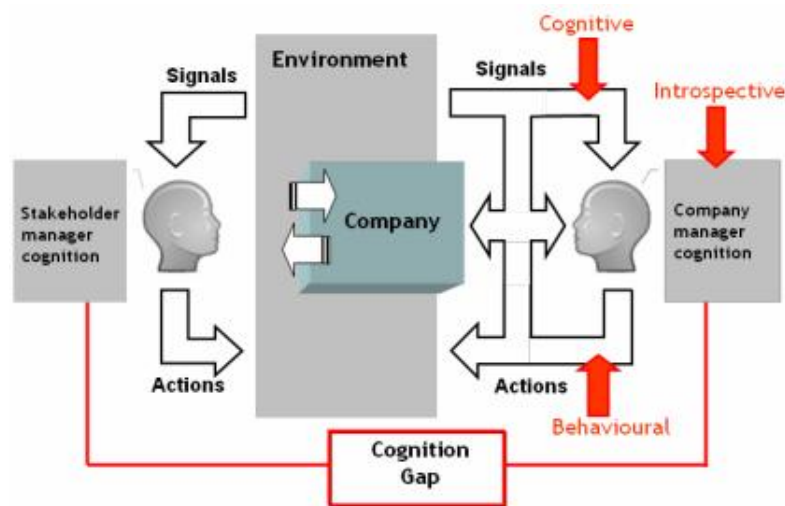 Cognitive
Environment
Signals
Signals
Introspective
Stakeholder
manager
cognition
Company
Company
manager
cognition
Actions
Actions
Behavioural
Cognition
Gap